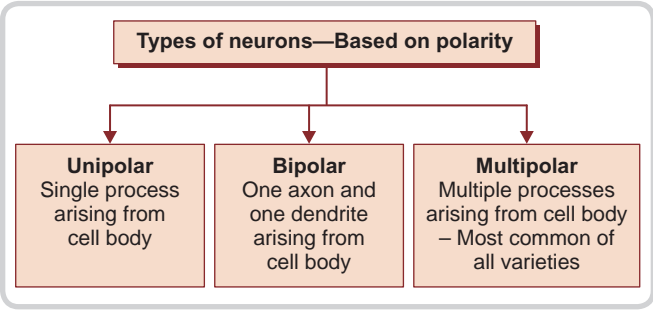 Types of neurons—Based on polarity
Unipolar
Single process
arising from
cell body
Bipolar
One axon and
one dendrite
arising from
cell body
Multipolar
Multiple processes
arising from cell body
– Most common of
all varieties